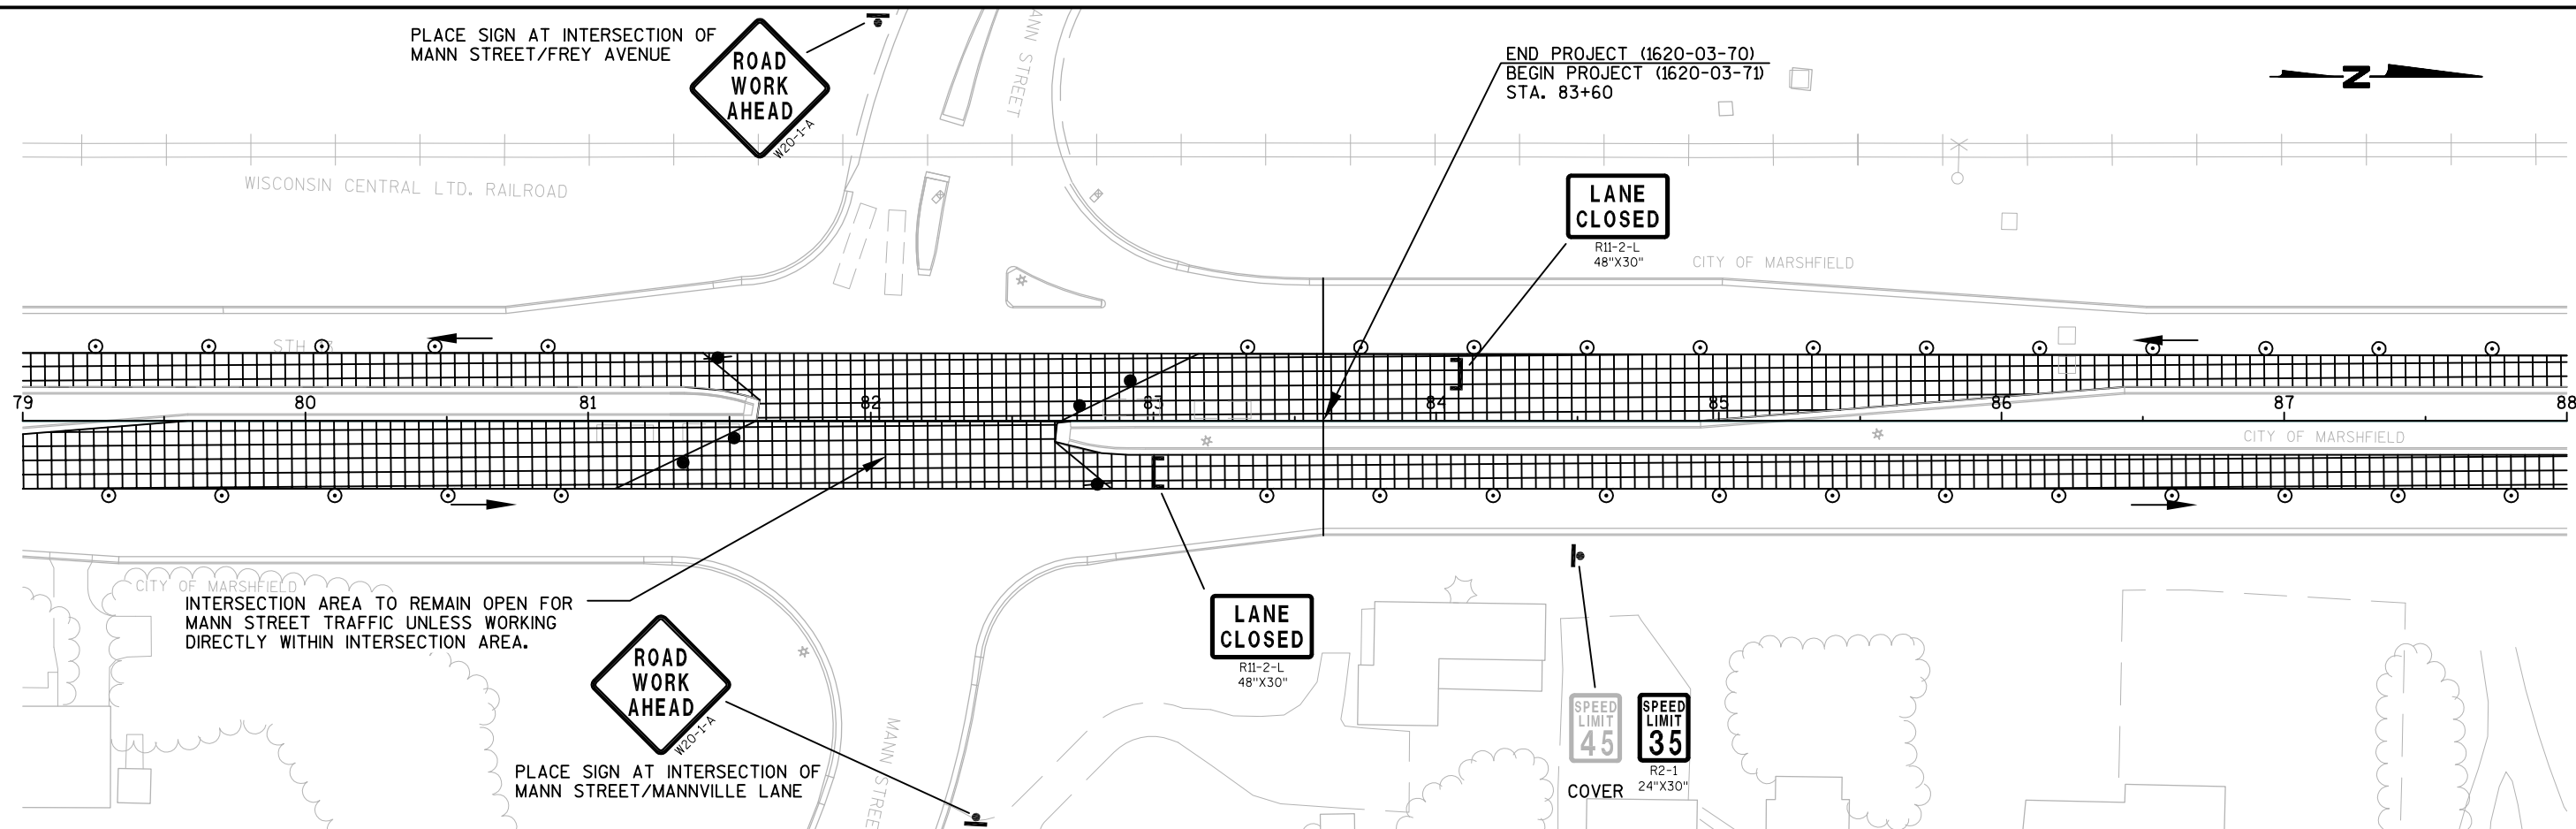 PLACE SIGN AT INTERSECTION OF
MANN STREET/FREY AVENUE
ROAD
WORK
AHEAD
W20-1-A
MANN STREET
END PROJECT (1620-03-70)
BEGIN PROJECT (1620-03-71)
STA. 83+60
N
WISCONSIN CENTRAL LTD. RAILROAD
LANE
CLOSED
R11-2-L
48"X30"
CITY OF MARSHFIELD
STH
79
80
81
82
83
84
85
86
87
88
CITY OF MARSHFIELD
CITY OF MARSHFIELD
INTERSECTION AREA TO REMAIN OPEN FOR
MANN STREET TRAFFIC UNLESS WORKING
DIRECTLY WITHIN INTERSECTION AREA.
LANE
CLOSED
R11-2-L
48"X30"
ROAD
WORK
AHEAD
W20-1-A
MANN STREE
PLACE SIGN AT INTERSECTION OF
MANN STREET/MANNVILLE LANE
SPEED
LIMIT
45
COVER
SPEED
LIMIT
35
R2-1
24"X30"